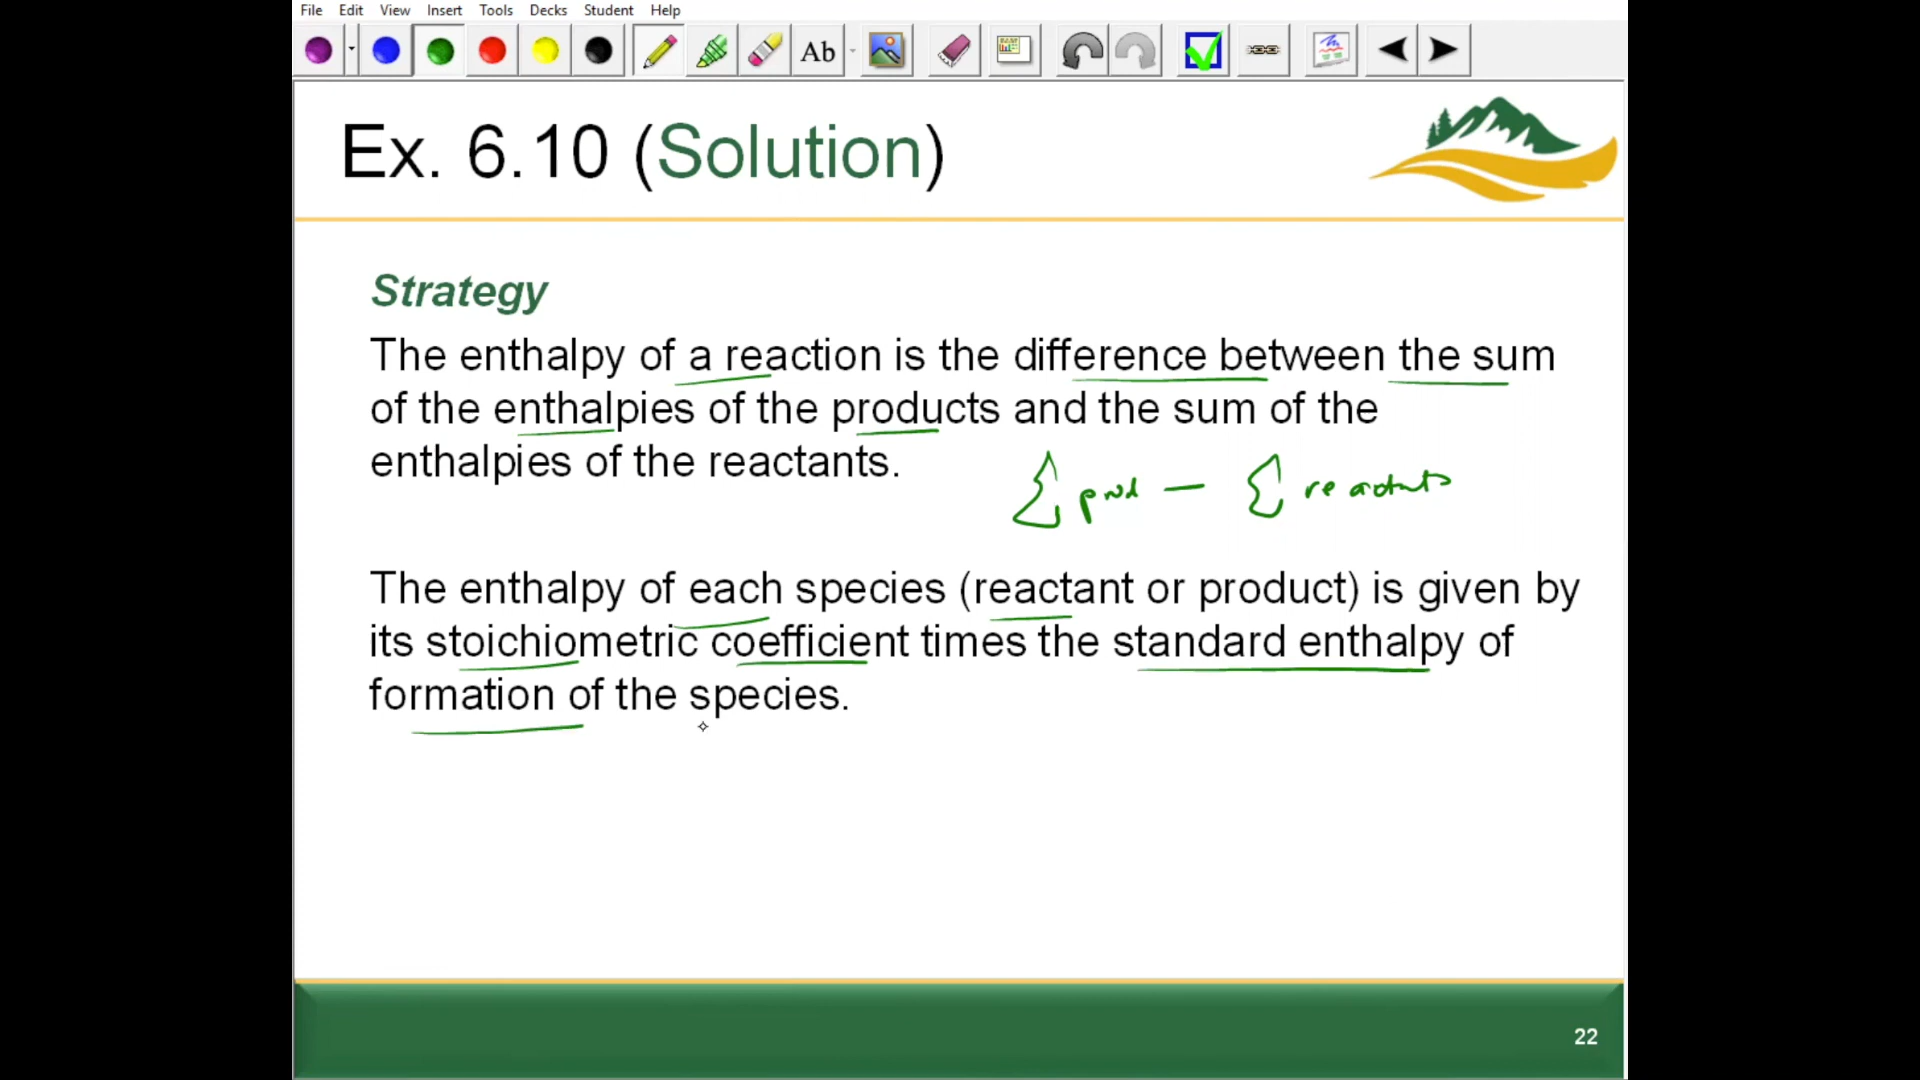 File Edit View Insert Tools Decks Student Help
Ab
Ex. 6.10 (Solution)
Strategy
The enthalpy of a reaction is the difference between the sum
of the enthalpies of the products and the sum of the
enthalpies of the reactants.
Σ prod — Σ reactants
The enthalpy of each species (reactant or product) is given by
its stoichiometric coefficient times the standard enthalpy of
formation of the species.
22